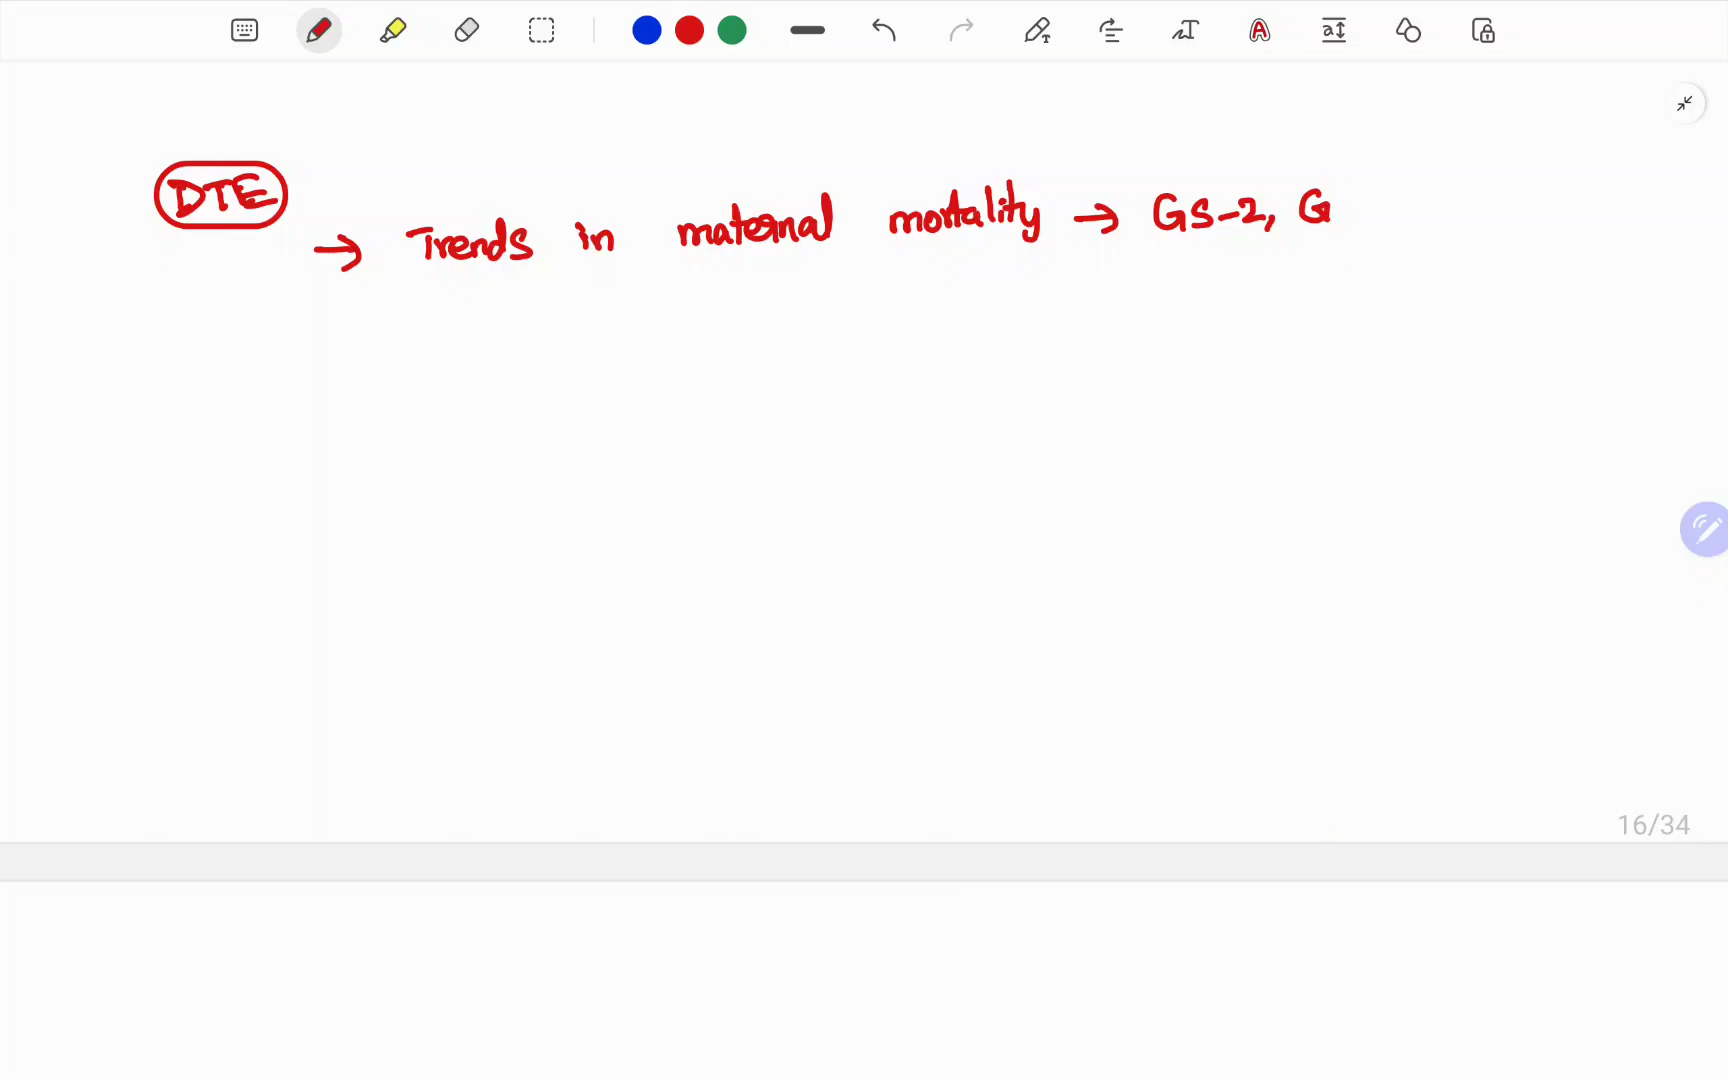 DTE
→ Trends in maternal mortality → GS-2, G
16/34